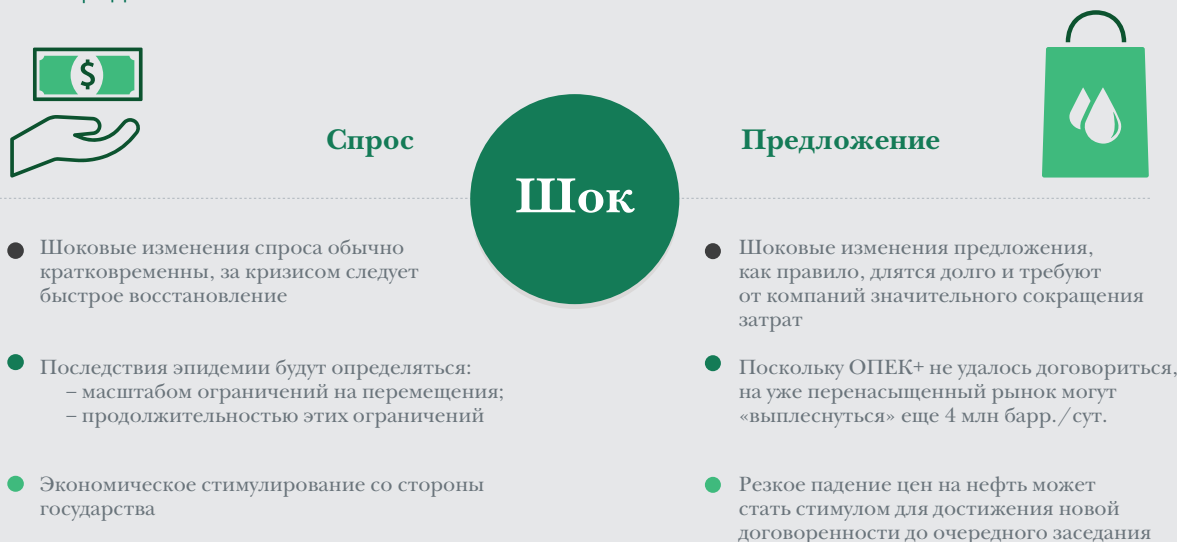 $
Спрос
Шок
Предложение
Шоковые изменения спроса обычно
кратковременны, за кризисом следует
быстрое восстановление
Последствия эпидемии будут определяться:
– масштабом ограничений на перемещения;
– продолжительностью этих ограничений
Экономическое стимулирование со стороны
государства
Шоковые изменения предложения,
как правило, длятся долго и требуют
от компаний значительного сокращения
затрат
Поскольку ОПЕК+ не удалось договориться,
на уже перенасыщенный рынок могут
«выплеснуться» еще 4 млн барр./сут.
Резкое падение цен на нефть может
стать стимулом для достижения новой
договоренности до очередного заседания